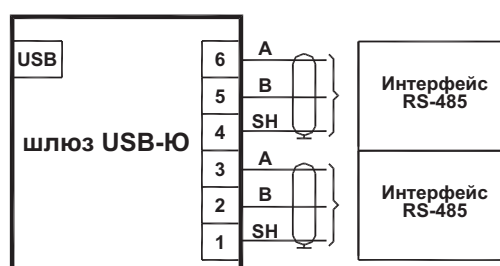 USB
шлюз USB-Ю
6
A
5
B
4
SH
3
A
2
B
1
SH
Интерфейс
RS-485
Интерфейс
RS-485